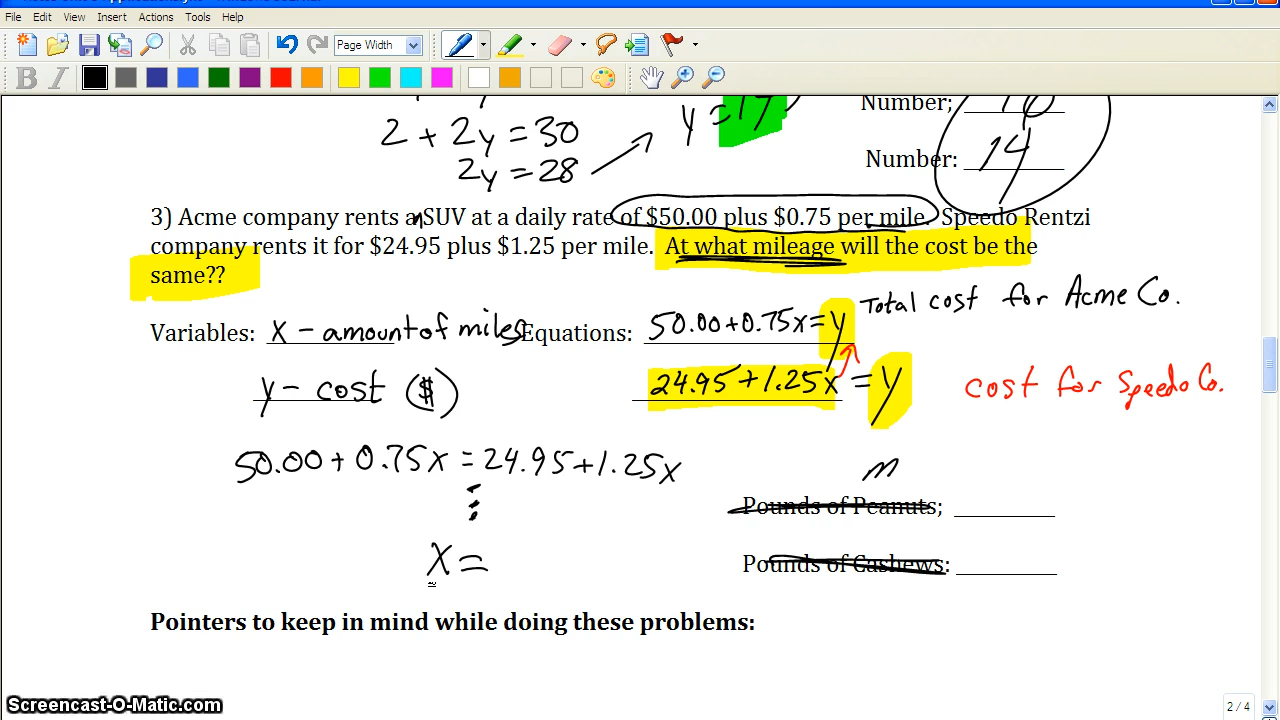 File Edit View Insert Actions Tools Help
Page Width
B I
2 + 2y = 30
2y = 28
y = 17
Number;
Number: 14
3) Acme company rents an SUV at a daily rate of $50.00 plus $0.75 per mile. Speedo Rentzi
company rents it for $24.95 plus $1.25 per mile. At what mileage will the cost be the
same??
Variables: x - amount of miles Equations: 50.00+0.75x=y Total cost for Acme Co.
y - cost ($) 24.95+1.25x = y cost for Speedo Co.
50.00+0.75x=24.95+1.25x
m
Pounds of Peanuts;
x =
Pounds of Cashews:
Pointers to keep in mind while doing these problems:
Screencast-O-Matic.com
2 / 4